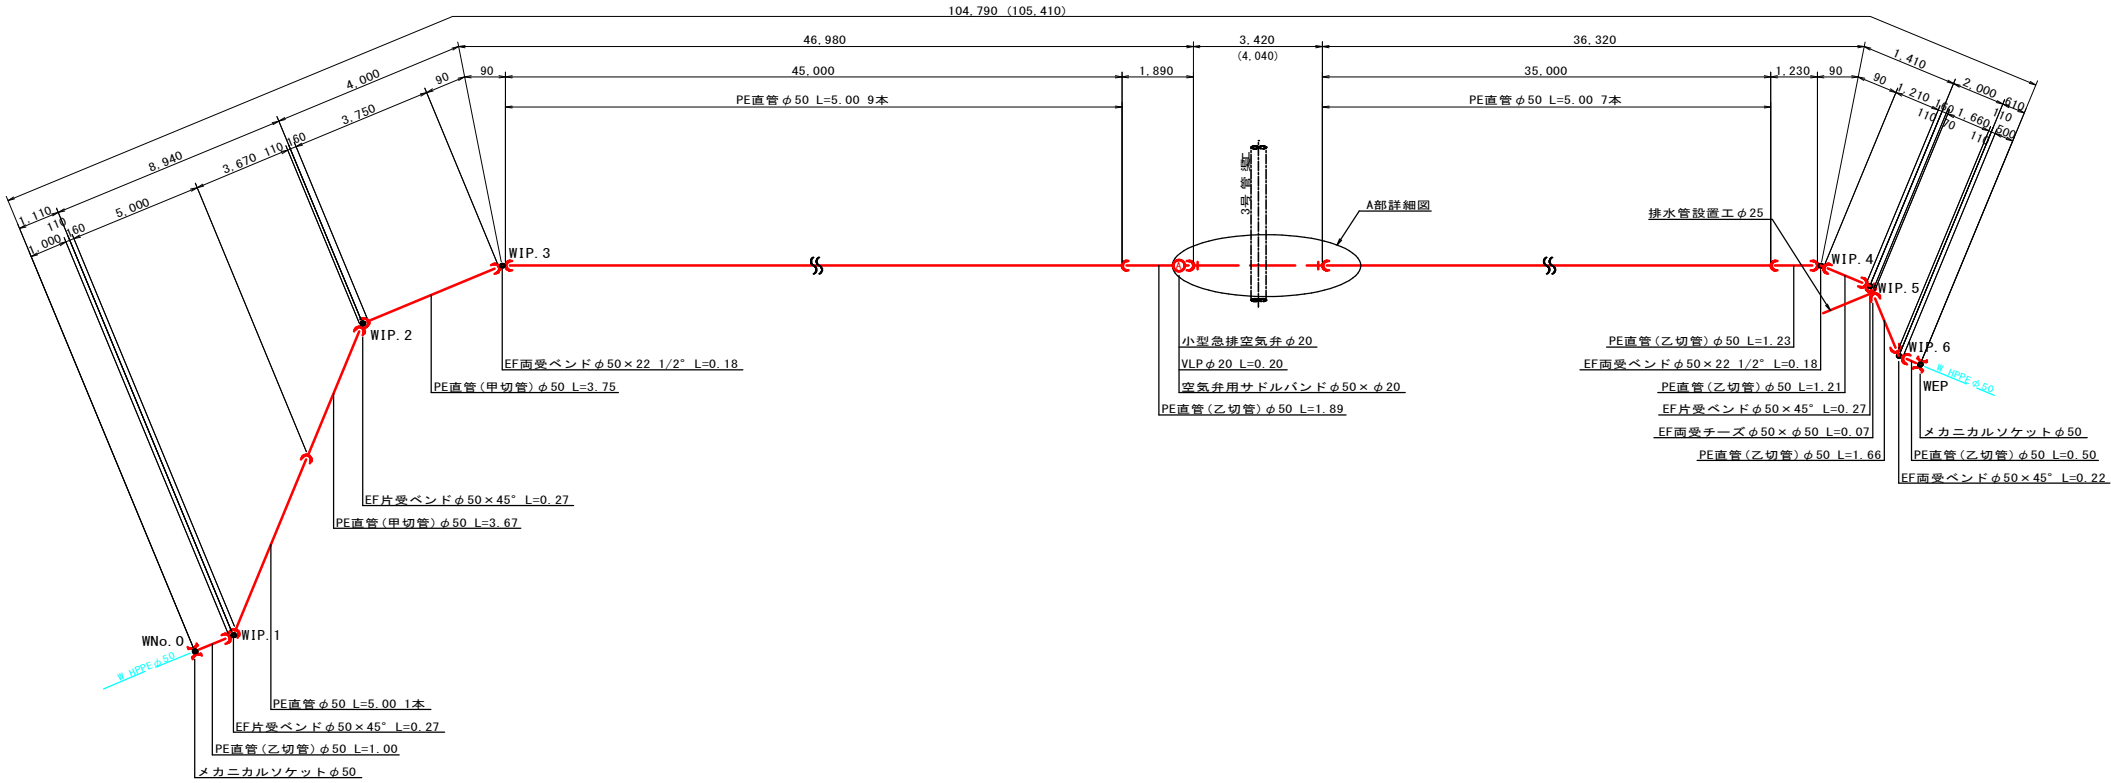 104,790 (105,410)
46,980
3,420
(4,040)
36,320
4,000
90
45,000
1,890
35,000
1,230
90
1,410
2,000
610
90
1,210
160
110
70
1,660
110
110
500
90
3,750
PE直管φ50 L=5.00 9本
PE直管φ50 L=5.00 7本
8,940
3,670
110
160
5,000
1,110
110
160
1,000
3号管渠工
A部詳細図
排水管設置工φ25
WIP.3
WIP.4
WIP.5
WIP.2
WIP.6
WEP
W HPPEφ50
小型急排空気弁φ20
VLPφ20 L=0.20
空気弁用サドルバンドφ50×φ20
PE直管(乙切管)φ50 L=1.89
EF両受ベンドφ50×22 1/2° L=0.18
PE直管(甲切管)φ50 L=3.75
PE直管(乙切管)φ50 L=1.23
EF両受ベンドφ50×22 1/2° L=0.18
PE直管(乙切管)φ50 L=1.21
EF片受ベンドφ50×45° L=0.27
EF両受チーズφ50×φ50 L=0.07
PE直管(乙切管)φ50 L=1.66
メカニカルソケットφ50
PE直管(乙切管)φ50 L=0.50
EF両受ベンドφ50×45° L=0.22
EF片受ベンドφ50×45° L=0.27
PE直管(甲切管)φ50 L=3.67
WNo.0
WIP.1
W HPPEφ50
PE直管φ50 L=5.00 1本
EF片受ベンドφ50×45° L=0.27
PE直管(乙切管)φ50 L=1.00
メカニカルソケットφ50